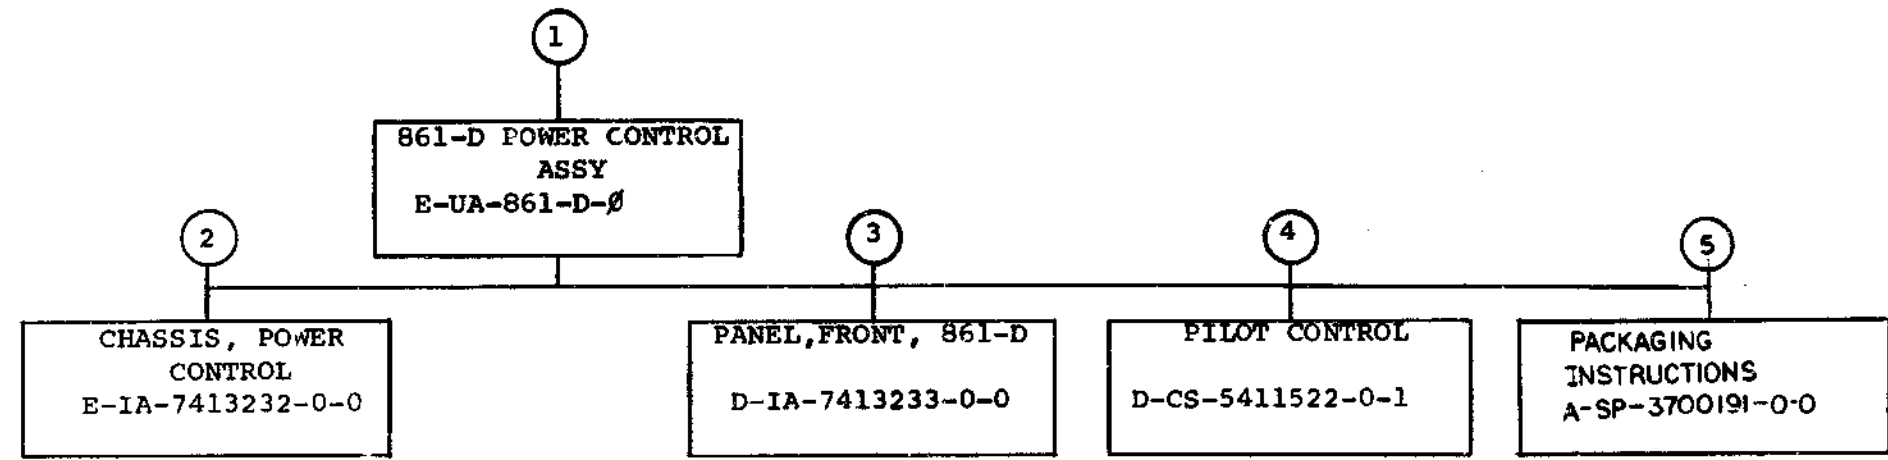 1
861-D POWER CONTROL
ASSY
E-UA-861-D-Ø
2
CHASSIS, POWER
CONTROL
E-IA-7413232-0-0
3
PANEL,FRONT, 861-D
D-IA-7413233-0-0
4
PILOT CONTROL
D-CS-5411522-0-1
5
PACKAGING
INSTRUCTIONS
A-SP-3700191-0-0